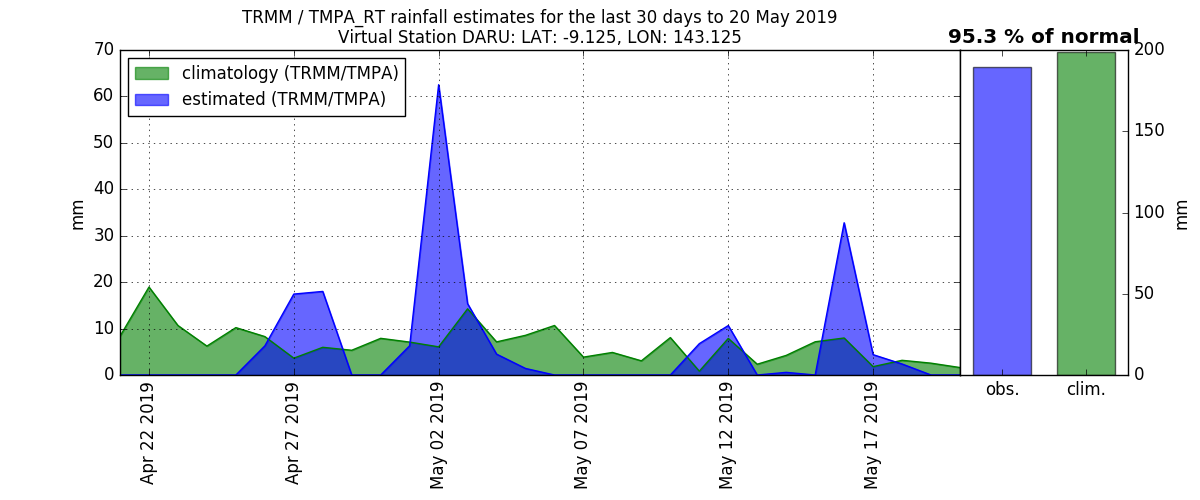 TRMM / TMPA_RT rainfall estimates for the last 30 days to 20 May 2019
Virtual Station DARU: LAT: -9.125, LON: 143.125
95.3 % of normal
climatology (TRMM/TMPA)
estimated (TRMM/TMPA)
70
60
50
40
30
20
10
0
mm
Apr 22 2019
Apr 27 2019
May 02 2019
May 07 2019
May 12 2019
May 17 2019
obs.
clim.
200
150
100
50
0
mm